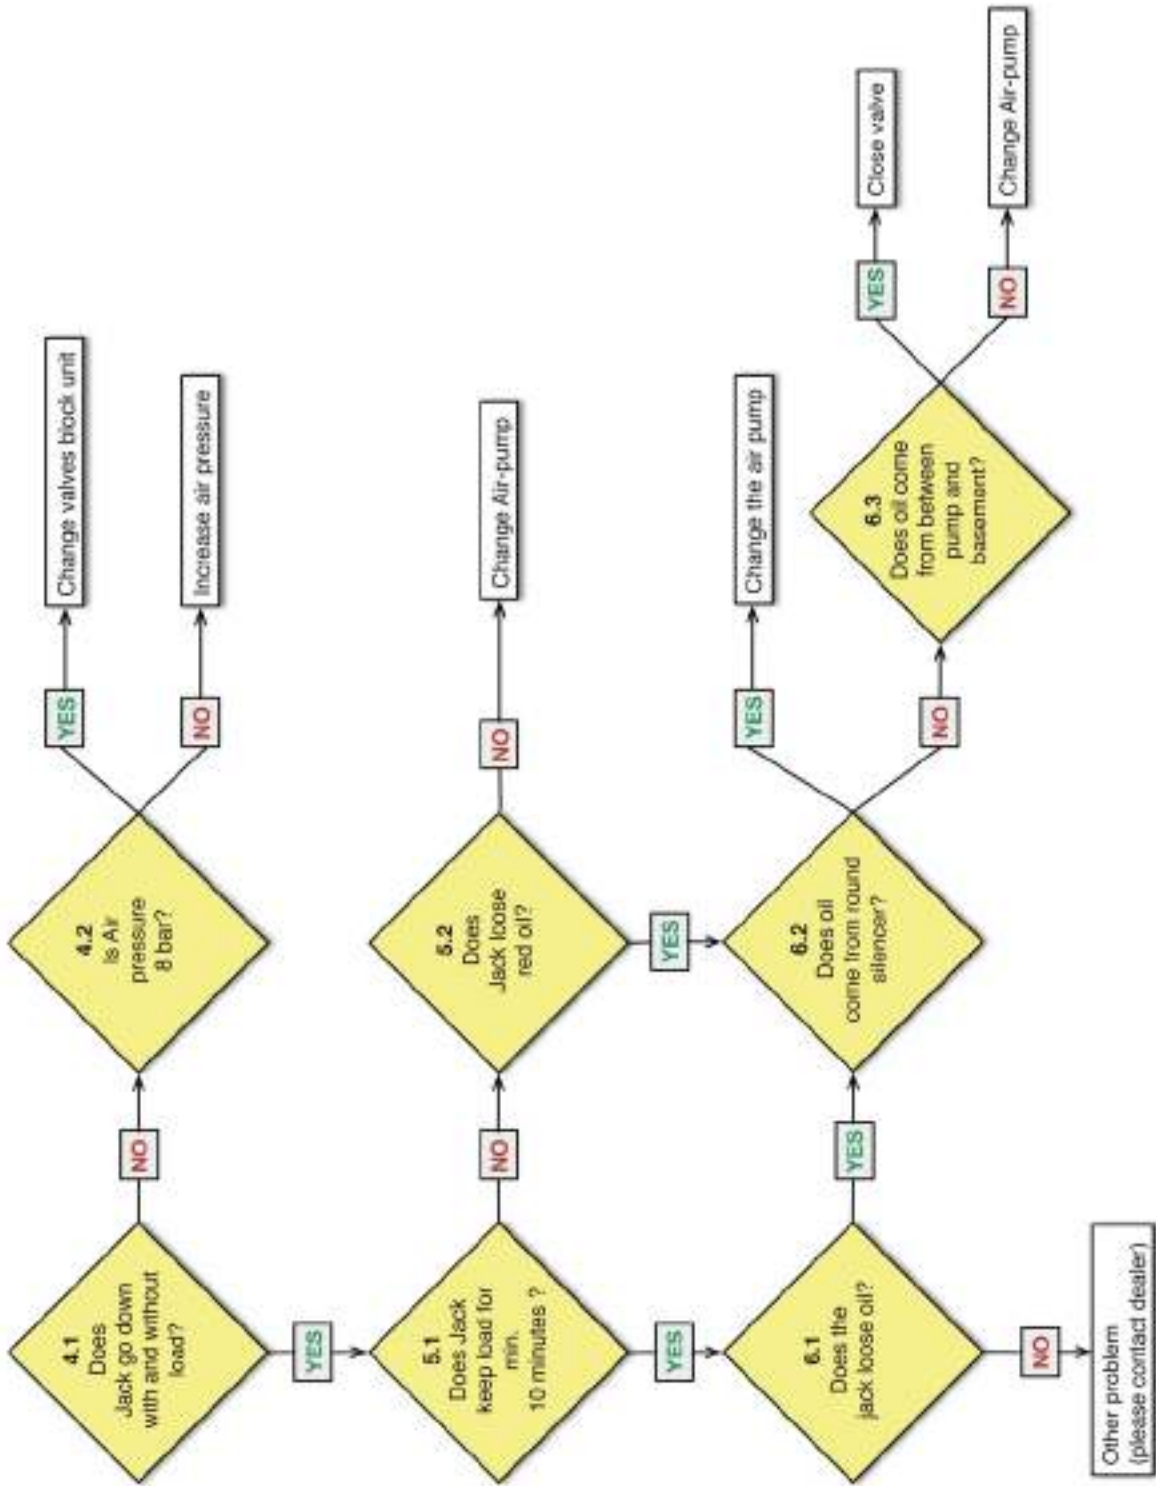 4.1
Does
Jack go down
with and without
load?
NO
4.2
Is Air
pressure
8 bar?
YES
Change valves block unit
NO
Increase air pressure
YES
5.1
Does Jack
keep load for
min.
10 minutes ?
NO
5.2
Does
Jack loose
red oil?
NO
Change Air-pump
YES
YES
6.1
Does the
jack loose oil?
YES
6.2
Does oil
come from round
silencer?
YES
Change the air pump
NO
6.3
Does oil come
from between
pump and
basement?
YES
Close valve
NO
Change Air-pump
NO
Other problem
(please contact dealer)